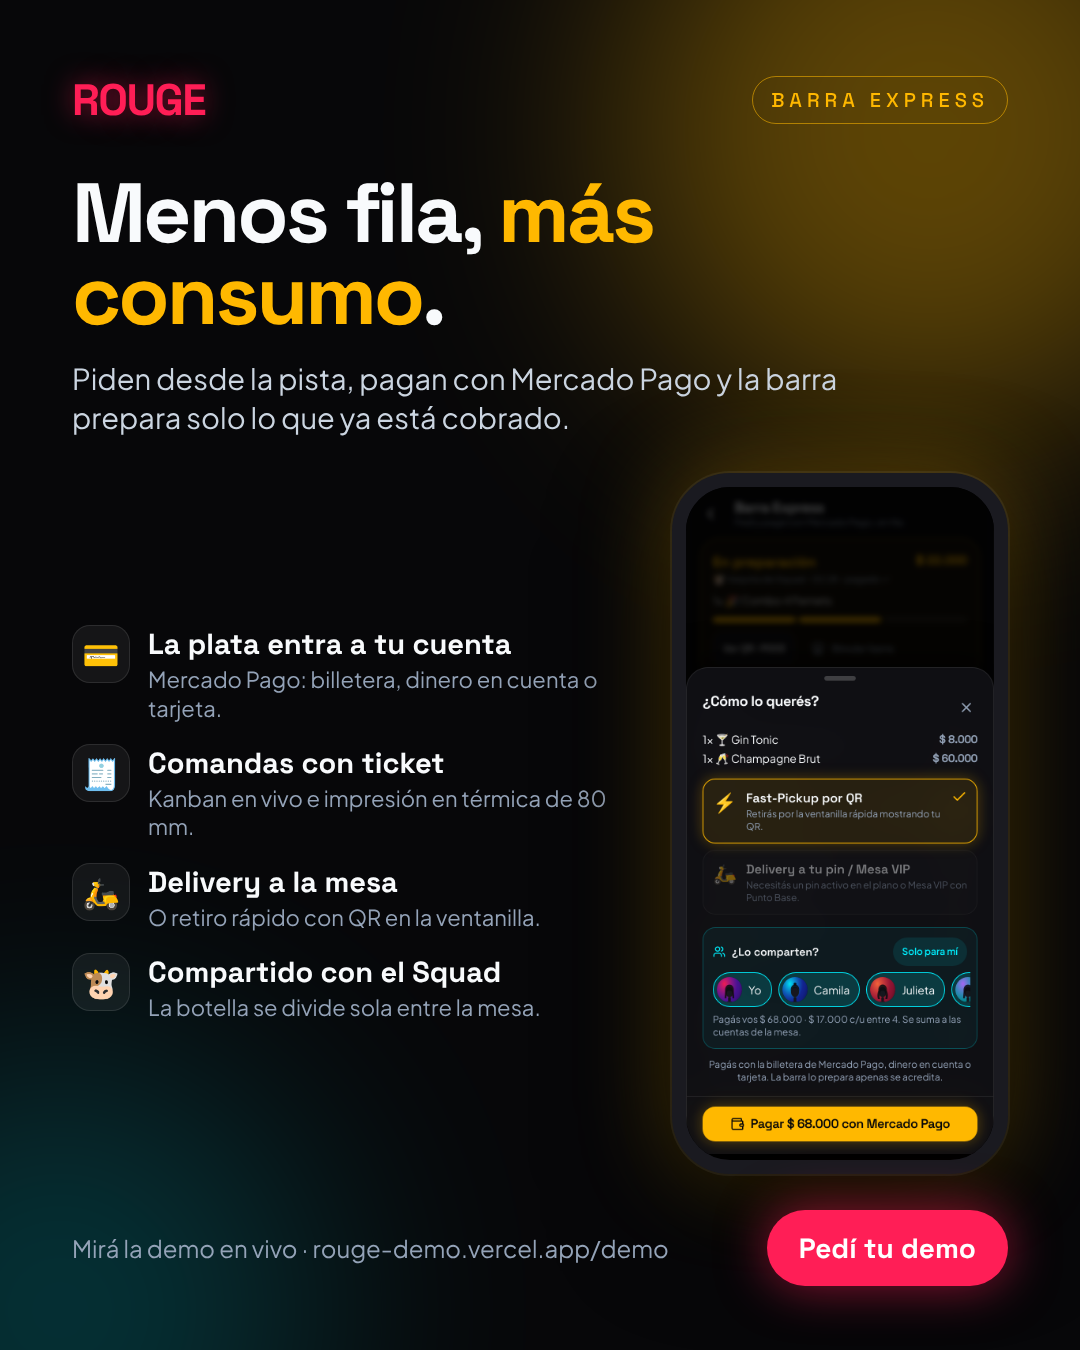 ROUGE
BARRA EXPRESS
Menos fila, más
consumo.
Piden desde la pista, pagan con Mercado Pago y la barra
prepara solo lo que ya está cobrado.
La plata entra a tu cuenta
Mercado Pago: billetera, dinero en cuenta o
tarjeta.
Comandas con ticket
Kanban en vivo e impresión en térmica de 80
mm.
Delivery a la mesa
O retiro rápido con QR en la ventanilla.
Compartido con el Squad
La botella se divide sola entre la mesa.
Barra Express
En preparación
¿Cómo lo querés?
1× Gin Tonic $ 8.000
1× Champagne Brut $ 60.000
Fast-Pickup por QR
Retirás por la ventanilla rápida mostrando tu
QR.
Delivery a tu pin / Mesa VIP
Necesitás un pin activo en el plano o Mesa VIP con
Punto Base.
¿Lo comparten? Solo para mí
Yo Camila Julieta
Pagás vos $ 68.000 · $ 17.000 c/u entre 4. Se suma a las
cuentas de la mesa.
Pagás con la billetera de Mercado Pago, dinero en cuenta o
tarjeta. La barra lo prepara apenas se acredita.
Pagar $ 68.000 con Mercado Pago
Mirá la demo en vivo · rouge-demo.vercel.app/demo
Pedí tu demo